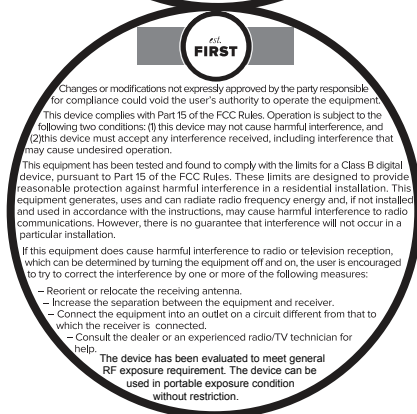 est.
FIRST
Changes or modifications not expressly approved by the party responsible
for compliance could void the user's authority to operate the equipment.
This device complies with Part 15 of the FCC Rules. Operation is subject to the
following two conditions: (1) this device may not cause harmful interference, and
(2)this device must accept any interference received, including interference that
may cause undesired operation.
This equipment has been tested and found to comply with the limits for a Class B digital
device, pursuant to Part 15 of the FCC Rules. These limits are designed to provide
reasonable protection against harmful interference in a residential installation. This
equipment generates, uses and can radiate radio frequency energy and, if not installed
and used in accordance with the instructions, may cause harmful interference to radio
communications. However, there is no guarantee that interference will not occur in a
particular installation.
If this equipment does cause harmful interference to radio or television reception,
which can be determined by turning the equipment off and on, the user is encouraged
to try to correct the interference by one or more of the following measures:
– Reorient or relocate the receiving antenna.
– Increase the separation between the equipment and receiver.
– Connect the equipment into an outlet on a circuit different from that to
which the receiver is connected.
– Consult the dealer or an experienced radio/TV technician for
help.
The device has been evaluated to meet general
RF exposure requirement. The device can be
used in portable exposure condition
without restriction.